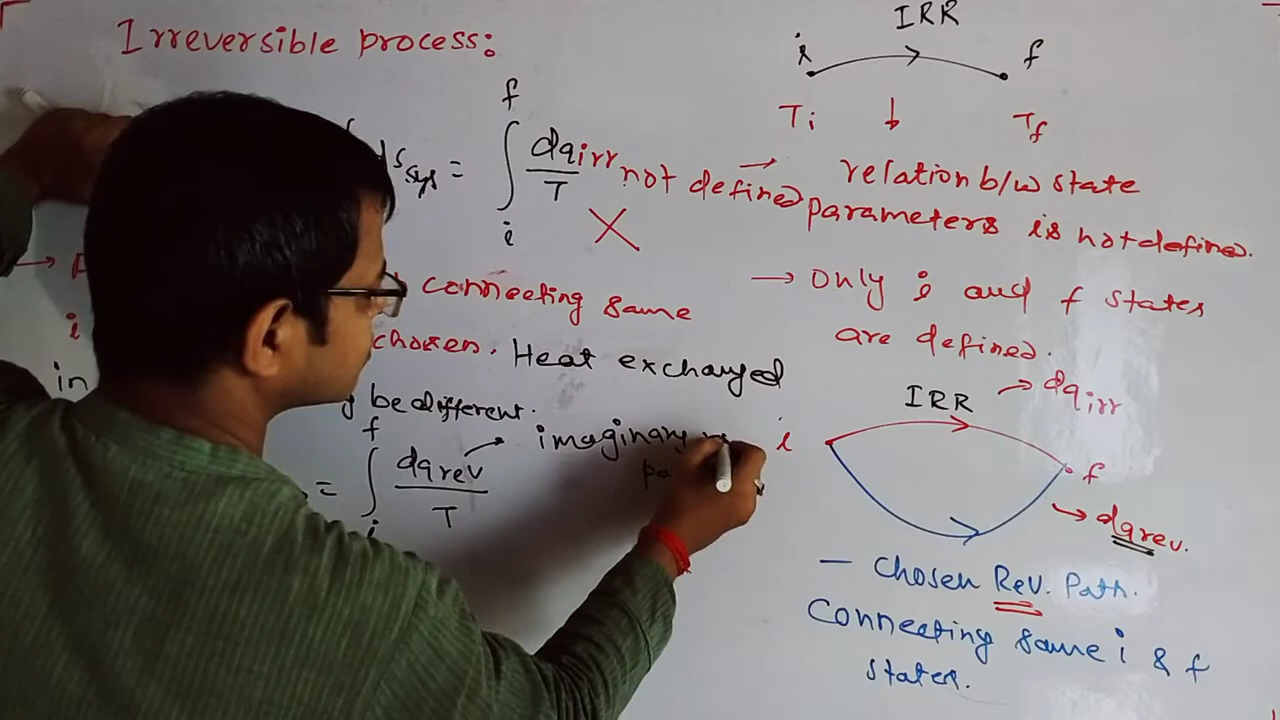 Irreversible process:
IRR
i f
Ti Tf
f
ds sys = ∫ dqirr / T not defined
i
→ relation b/w state
parameters is not defined.
→ Only i and f states
are defined.
connecting same
i chosen. Heat exchanged
in be different.
f
= ∫ dqrev / T → imaginary
i
IRR → dqirr
i f
→ dqrev.
- Chosen Rev. Path.
Connecting same i & f
states.